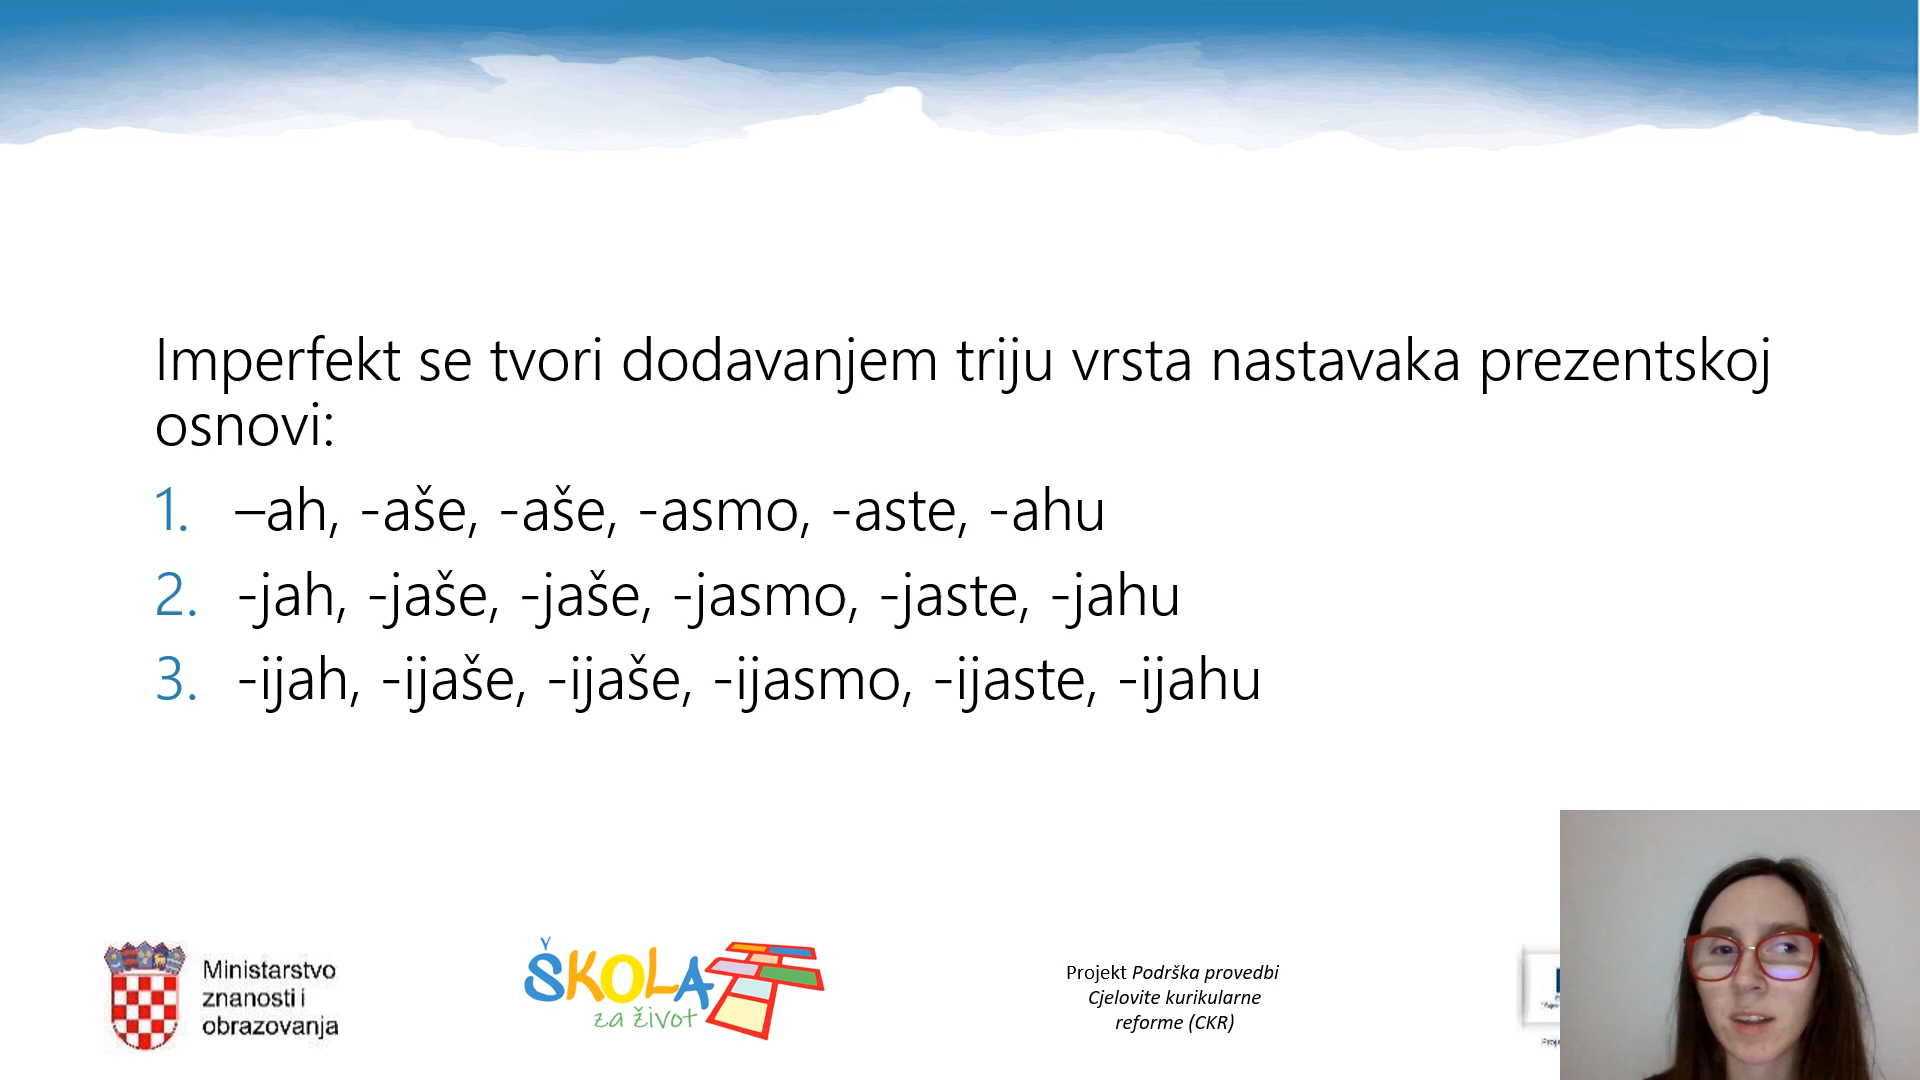 Imperfekt se tvori dodavanjem triju vrsta nastavaka prezentskoj
osnovi:
1. –ah, -aše, -aše, -asmo, -aste, -ahu
2. -jah, -jaše, -jaše, -jasmo, -jaste, -jahu
3. -ijah, -ijaše, -ijaše, -ijasmo, -ijaste, -ijahu
Ministarstvo
znanosti i
obrazovanja
ŠKOLA
za život
Projekt Podrška provedbi
Cjelovite kurikularne
reforme (CKR)